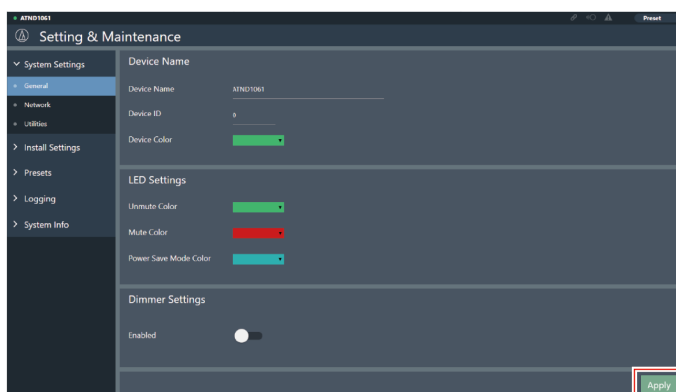 ATND1061
Preset
Setting & Maintenance
System Settings
General
Network
Utilities
Install Settings
Presets
Logging
System Info
Device Name
Device Name ATND1061
Device ID 0
Device Color
LED Settings
Unmute Color
Mute Color
Power Save Mode Color
Dimmer Settings
Enabled
Apply